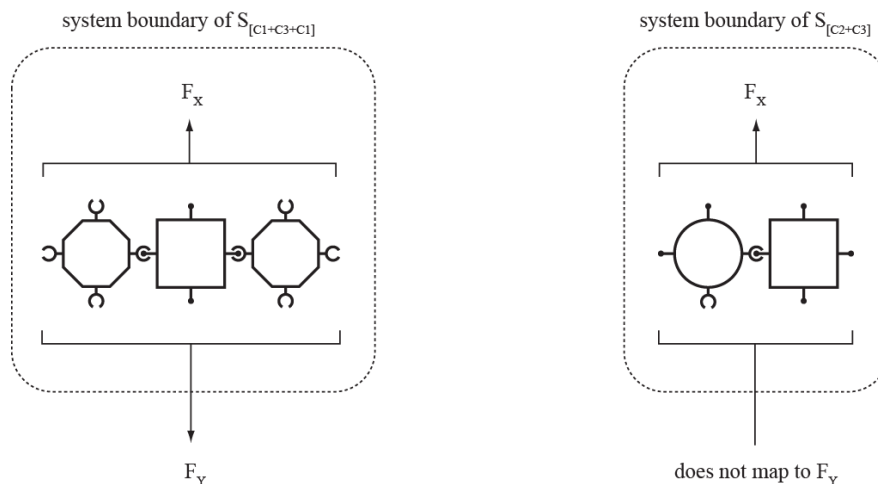 system boundary of S[C1+C3+C1]
system boundary of S[C2+C3]
Fx
Fx
FY
does not map to FY